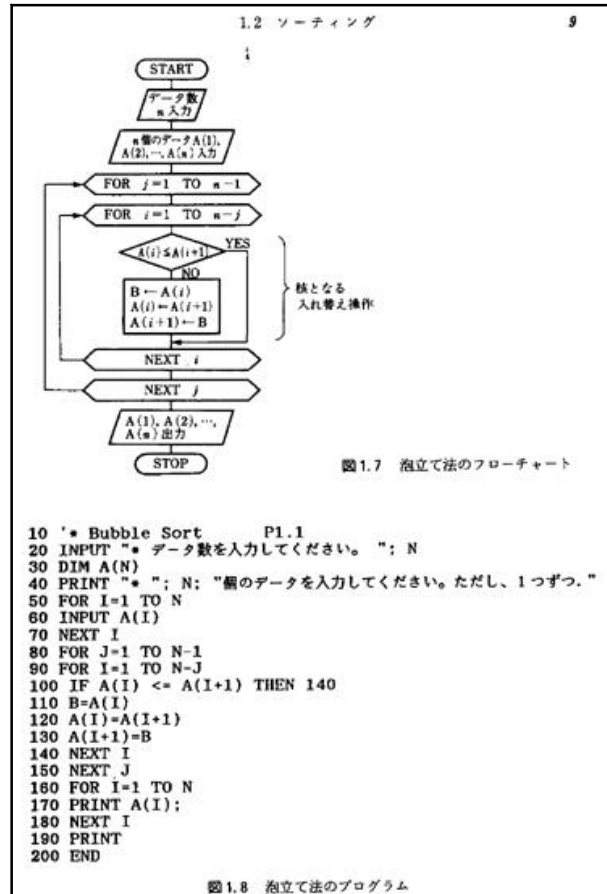 1.2 ソーティング 9
START
データ数
n 入力
n 個のデータA(1),
A(2), …, A(n) 入力
FOR j=1 TO n−1
FOR i=1 TO n−j
A(i)≤A(i+1)
YES
NO
B←A(i)
A(i)←A(i+1)
A(i+1)←B
核となる
入れ替え操作
NEXT i
NEXT j
A(1), A(2), …,
A(n) 出力
STOP
図1.7 泡立て法のフローチャート
10 '* Bubble Sort P1.1
20 INPUT "* データ数を入力してください。 "; N
30 DIM A(N)
40 PRINT "* "; N; "個のデータを入力してください。ただし、1つずつ."
50 FOR I=1 TO N
60 INPUT A(I)
70 NEXT I
80 FOR J=1 TO N-1
90 FOR I=1 TO N-J
100 IF A(I) <= A(I+1) THEN 140
110 B=A(I)
120 A(I)=A(I+1)
130 A(I+1)=B
140 NEXT I
150 NEXT J
160 FOR I=1 TO N
170 PRINT A(I);
180 NEXT I
190 PRINT
200 END
図1.8 泡立て法のプログラム